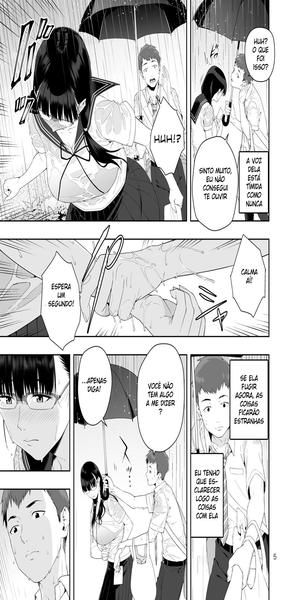 HUH?
O QUE
FOI
ISSO?
A VOZ
DELA
ESTÁ
TÍMIDA
COMO
NUNCA
SINTO MUITO,
EU NÃO
CONSEGUI
TE OUVIR
HUH!?
CALMA
AÍ!
ESPERA
UM
SEGUNDO!
SE ELA
FUGIR
AGORA, AS
COISAS
FICARÃO
ESTRANHAS
VOCÊ NÃO
TEM ALGO
A ME DIZER
?
...APENAS
DIGA!
EU TENHO
QUE ES-
CLARECER
LOGO AS
COISAS
COM ELA
5